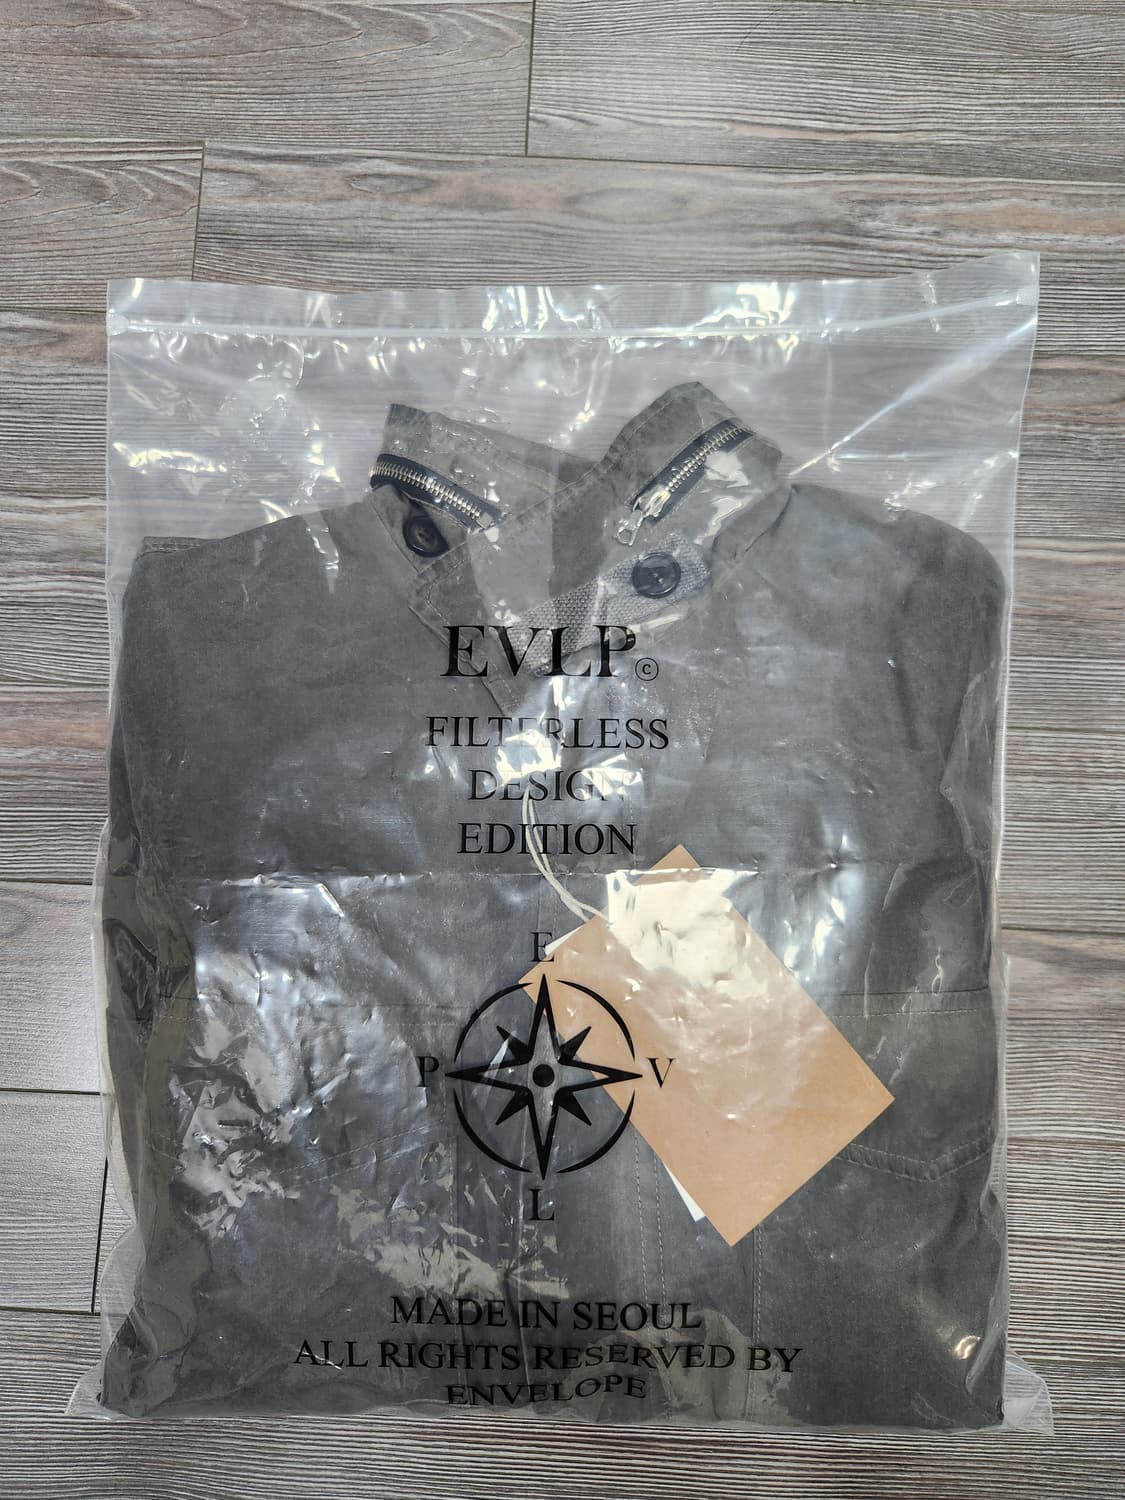 EVLP©
FILTERLESS
DESIGN
EDITION
E
P V
L
MADE IN SEOUL
ALL RIGHTS RESERVED BY
ENVELOPE